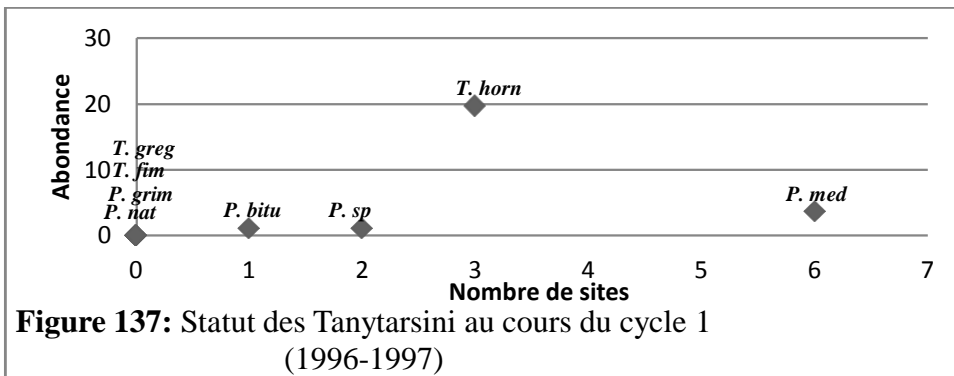 30
20
10
0
Abondance
T. horn
T. greg
T. fim
P. grim
P. nat
P. bitu
P. sp
P. med
0 1 2 3 4 5 6 7
Nombre de sites
Figure 137: Statut des Tanytarsini au cours du cycle 1
(1996-1997)